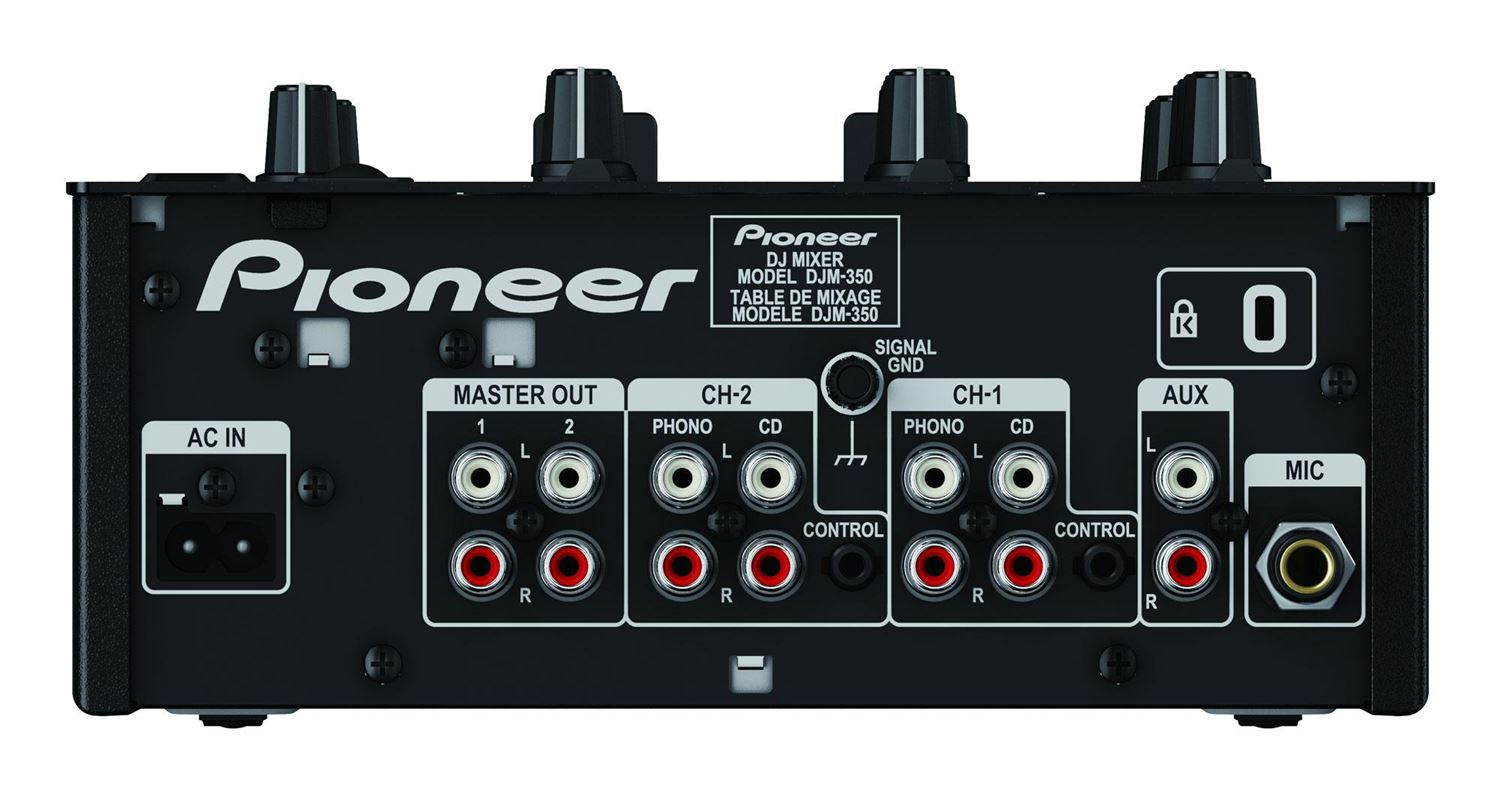 Pioneer
Pioneer
DJ MIXER
MODEL DJM-350
TABLE DE MIXAGE
MODELE DJM-350
K
SIGNAL
GND
AC IN
MASTER OUT
1 2
L
R
CH-2
PHONO CD
L
CONTROL
R
CH-1
PHONO CD
L
CONTROL
R
AUX
L
R
MIC